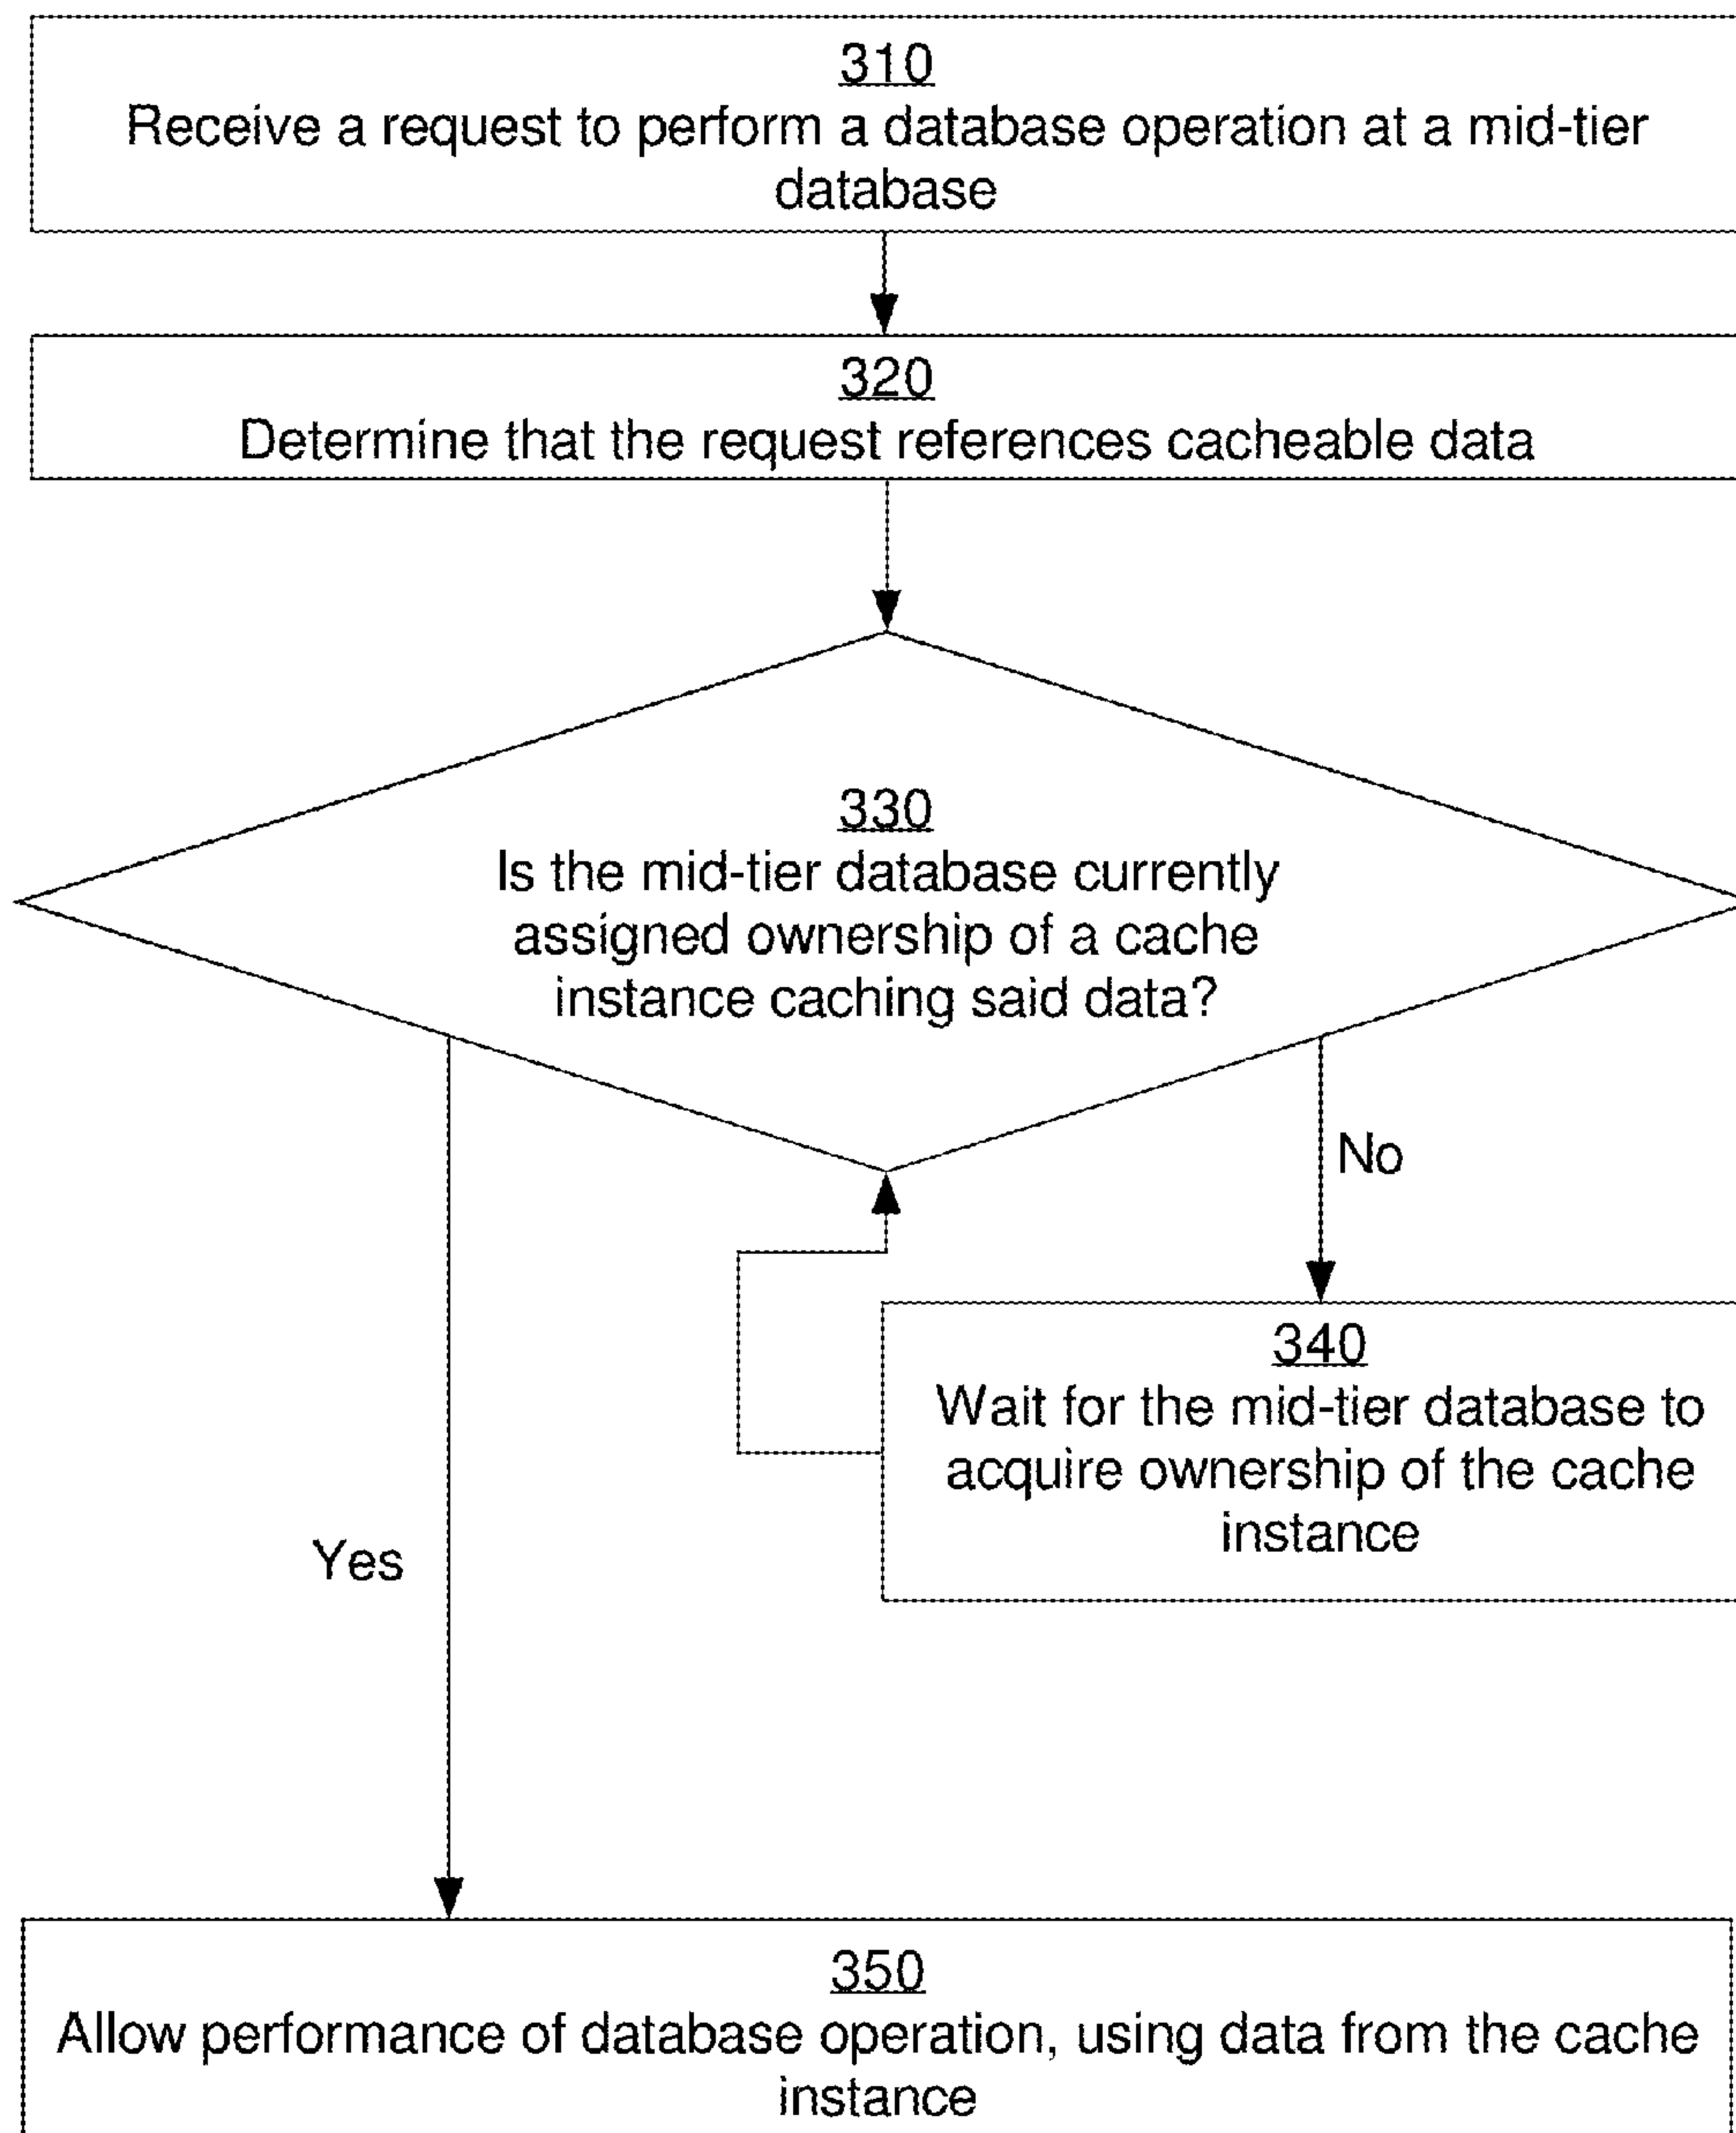 310
Receive a request to perform a database operation at a mid-tier
database
320
Determine that the request references cacheable data
330
Is the mid-tier database currently
assigned ownership of a cache
instance caching said data?
No
340
Wait for the mid-tier database to
acquire ownership of the cache
instance
Yes
350
Allow performance of database operation, using data from the cache
instance